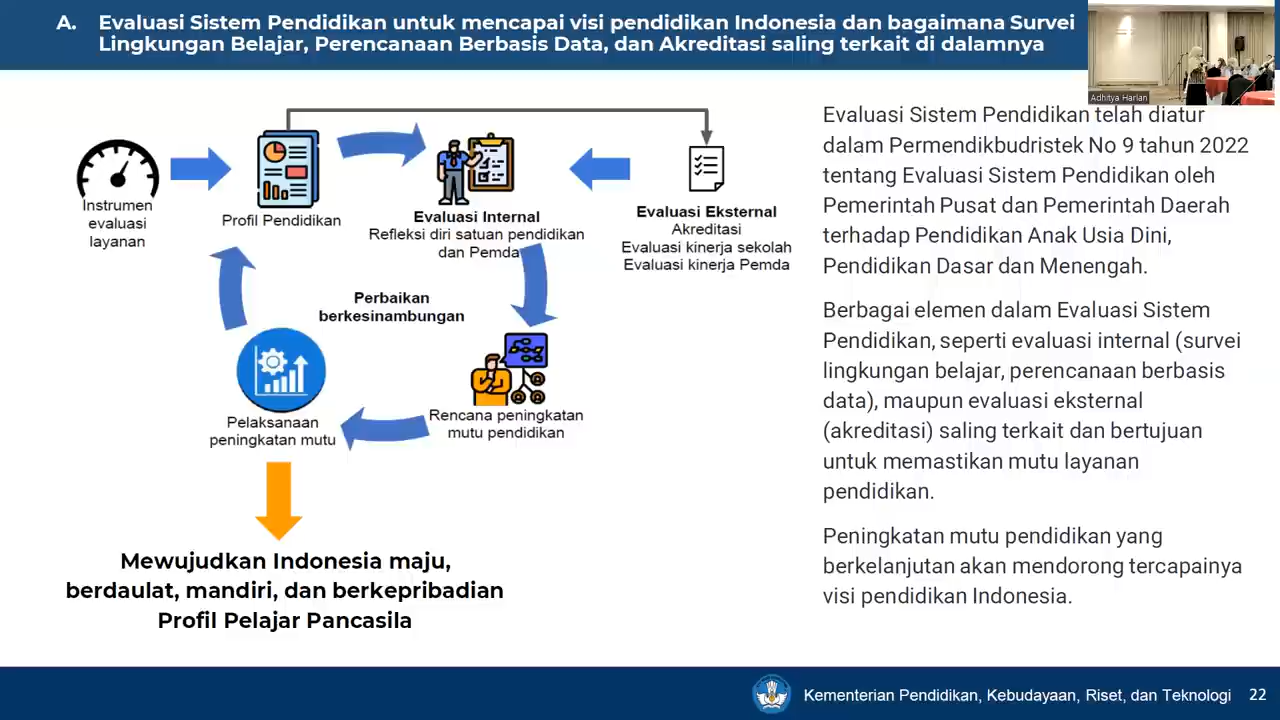 A. Evaluasi Sistem Pendidikan untuk mencapai visi pendidikan Indonesia dan bagaimana Survei
Lingkungan Belajar, Perencanaan Berbasis Data, dan Akreditasi saling terkait di dalamnya
Adhitya Harlan
Instrumen
evaluasi
layanan
Profil Pendidikan
Evaluasi Internal
Refleksi diri satuan pendidikan
dan Pemda
Evaluasi Eksternal
Akreditasi
Evaluasi kinerja sekolah
Evaluasi kinerja Pemda
Perbaikan
berkesinambungan
Pelaksanaan
peningkatan mutu
Rencana peningkatan
mutu pendidikan
Mewujudkan Indonesia maju,
berdaulat, mandiri, dan berkepribadian
Profil Pelajar Pancasila
Evaluasi Sistem Pendidikan telah diatur
dalam Permendikbudristek No 9 tahun 2022
tentang Evaluasi Sistem Pendidikan oleh
Pemerintah Pusat dan Pemerintah Daerah
terhadap Pendidikan Anak Usia Dini,
Pendidikan Dasar dan Menengah.
Berbagai elemen dalam Evaluasi Sistem
Pendidikan, seperti evaluasi internal (survei
lingkungan belajar, perencanaan berbasis
data), maupun evaluasi eksternal
(akreditasi) saling terkait dan bertujuan
untuk memastikan mutu layanan
pendidikan.
Peningkatan mutu pendidikan yang
berkelanjutan akan mendorong tercapainya
visi pendidikan Indonesia.
Kementerian Pendidikan, Kebudayaan, Riset, dan Teknologi 22